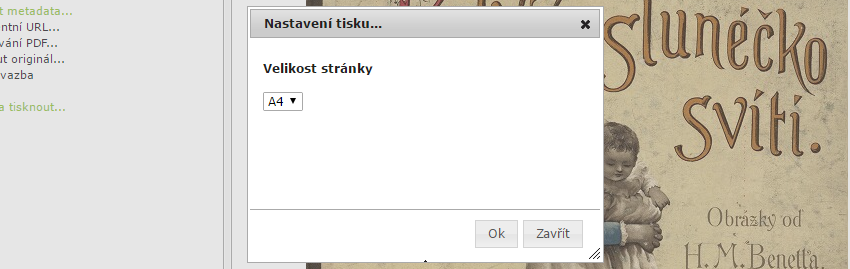 t metadata...
ntní URL...
vání PDF...
ut originál...
vazba
a tisknout...
Nastavení tisku...
Velikost stránky
A4
Ok
Zavřít
slunéčko
svítí.
Obrázky od
H. M. Benetta.